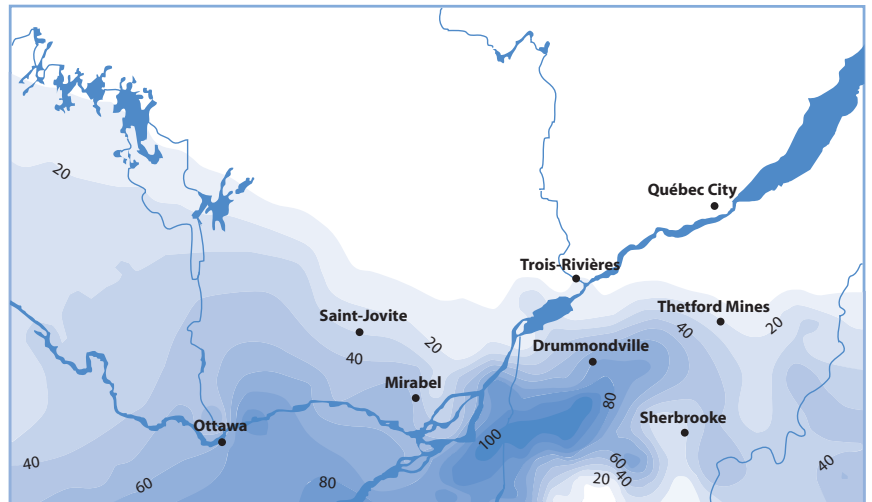 20
Québec City
Trois-Rivières
Saint-Jovite
Thetford Mines
40
20
20
40
Drummondville
Mirabel
80
Ottawa
Sherbrooke
100
40
60
40
40
20
60
80